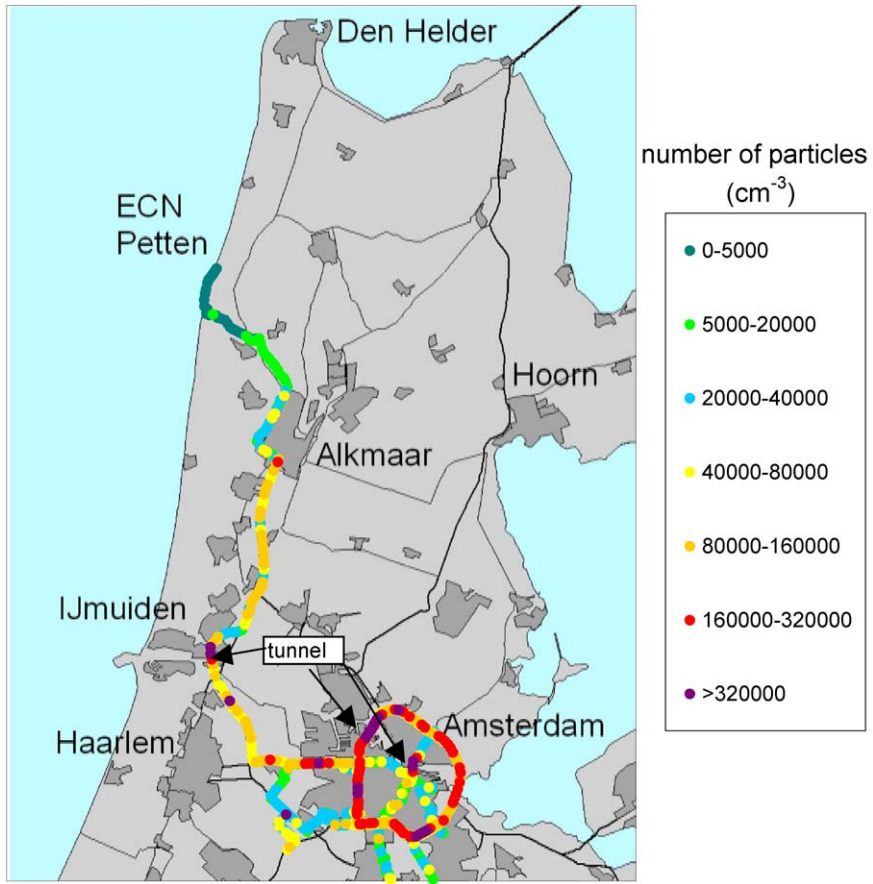 Den Helder
ECN
Petten
Hoorn
Alkmaar
IJmuiden
tunnel
Haarlem
Amsterdam
number of particles
(cm⁻³)
0-5000
5000-20000
20000-40000
40000-80000
80000-160000
160000-320000
>320000